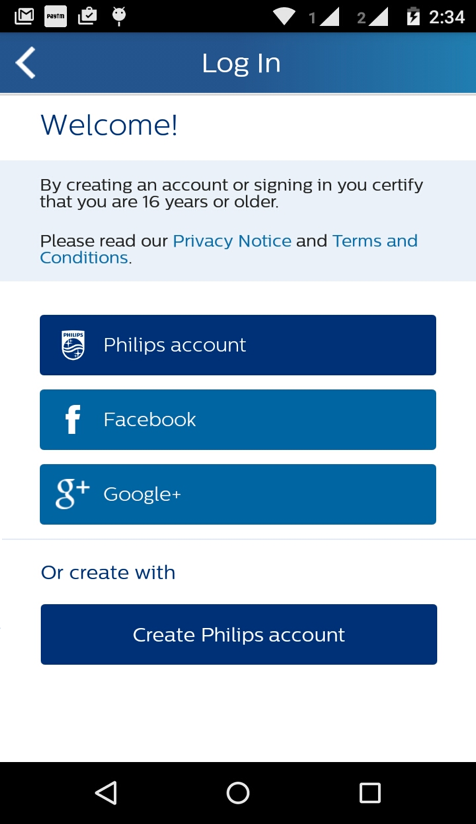 Paytm
1
2
2:34
Log In
Welcome!
By creating an account or signing in you certify
that you are 16 years or older.
Please read our Privacy Notice and Terms and
Conditions.
PHILIPS
Philips account
f Facebook
g+ Google+
Or create with
Create Philips account